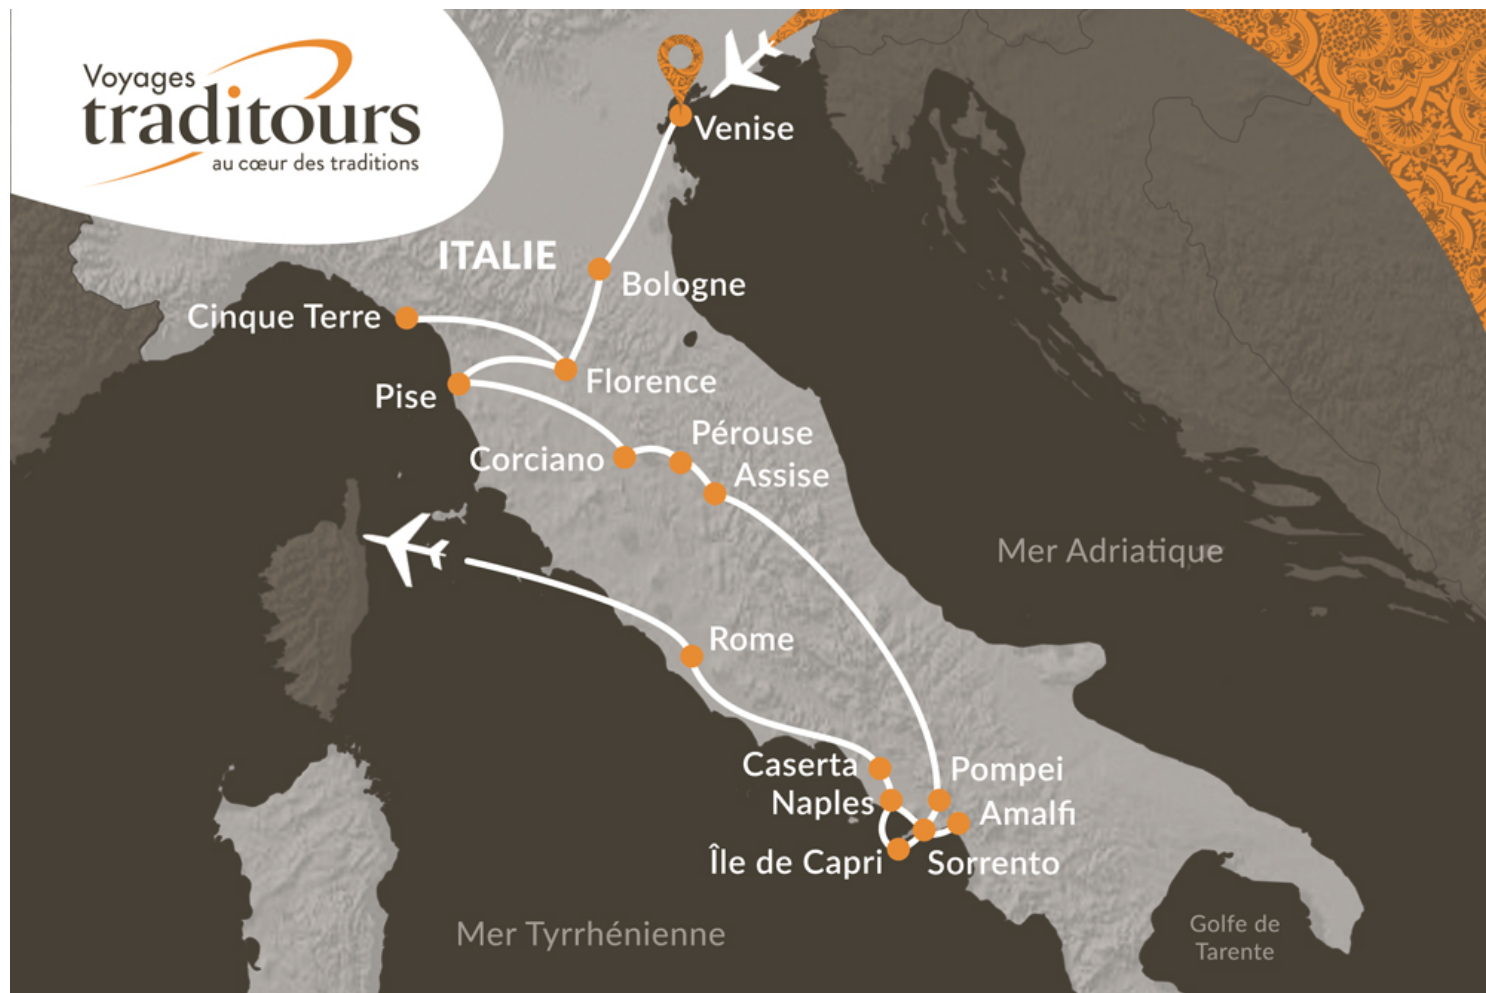 Voyages
traditours
au cœur des traditions
Venise
ITALIE
Bologne
Cinque Terre
Florence
Pise
Pérouse
Corciano
Assise
Mer Adriatique
Rome
Caserta
Pompei
Naples
Amalfi
Île de Capri
Sorrento
Mer Tyrrhénienne
Golfe de
Tarente